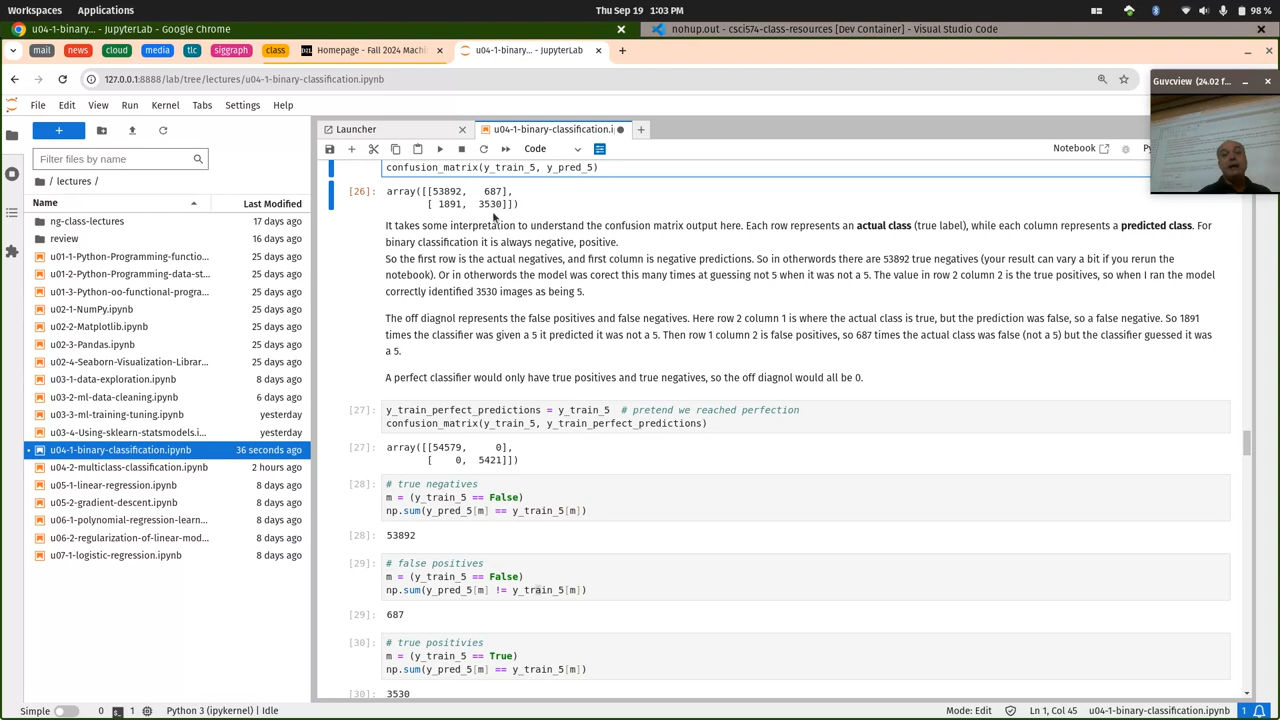 Workspaces Applications Thu Sep 19 1:03 PM 98 %
u04-1-binary... - JupyterLab - Google Chrome nohup.out - csci574-class-resources [Dev Container] - Visual Studio Code
mail news cloud media tlc siggraph class Homepage - Fall 2024 Machi u04-1-binary... - JupyterLab
127.0.0.1:8888/lab/tree/lectures/u04-1-binary-classification.ipynb
Guvcview (24.02 f...
File Edit View Run Kernel Tabs Settings Help
Launcher u04-1-binary-classification.i
Code Notebook
Filter files by name
/ lectures /
Name Last Modified
ng-class-lectures 17 days ago
review 16 days ago
u01-1-Python-Programming-functio... 25 days ago
u01-2-Python-Programming-data-st... 25 days ago
u01-3-Python-oo-functional-progra... 25 days ago
u02-1-NumPy.ipynb 25 days ago
u02-2-Matplotlib.ipynb 25 days ago
u02-3-Pandas.ipynb 25 days ago
u02-4-Seaborn-Visualization-Librar... 25 days ago
u03-1-data-exploration.ipynb 8 days ago
u03-2-ml-data-cleaning.ipynb 6 days ago
u03-3-ml-training-tuning.ipynb yesterday
u03-4-Using-sklearn-statsmodels.i... yesterday
u04-1-binary-classification.ipynb 36 seconds ago
u04-2-multiclass-classification.ipynb 2 hours ago
u05-1-linear-regression.ipynb 8 days ago
u05-2-gradient-descent.ipynb 8 days ago
u06-1-polynomial-regression-learn... 8 days ago
u06-2-regularization-of-linear-mod... 8 days ago
u07-1-logistic-regression.ipynb 8 days ago
confusion_matrix(y_train_5, y_pred_5)
[26]: array([[53892, 687],
[ 1891, 3530]])
It takes some interpretation to understand the confusion matrix output here. Each row represents an actual class (true label), while each column represents a predicted class. For
binary classification it is always negative, positive.
So the first row is the actual negatives, and first column is negative predictions. So in otherwords there are 53892 true negatives (your result can vary a bit if you rerun the
notebook). Or in otherwords the model was corect this many times at guessing not 5 when it was not a 5. The value in row 2 column 2 is the true positives, so when I ran the model
correctly identified 3530 images as being 5.
The off diagnol represents the false positives and false negatives. Here row 2 column 1 is where the actual class is true, but the prediction was false, so a false negative. So 1891
times the classifier was given a 5 it predicted it was not a 5. Then row 1 column 2 is false positives, so 687 times the actual class was false (not a 5) but the classifier guessed it was
a 5.
A perfect classifier would only have true positives and true negatives, so the off diagnol would all be 0.
[27]: y_train_perfect_predictions = y_train_5 # pretend we reached perfection
confusion_matrix(y_train_5, y_train_perfect_predictions)
[27]: array([[54579, 0],
[ 0, 5421]])
[28]: # true negatives
m = (y_train_5 == False)
np.sum(y_pred_5[m] == y_train_5[m])
[28]: 53892
[29]: # false positives
m = (y_train_5 == False)
np.sum(y_pred_5[m] != y_train_5[m])
[29]: 687
[30]: # true positivies
m = (y_train_5 == True)
np.sum(y_pred_5[m] == y_train_5[m])
[30]: 3530
Simple 0 1 Python 3 (ipykernel) | Idle Mode: Edit Ln 1, Col 45 u04-1-binary-classification.ipynb 1